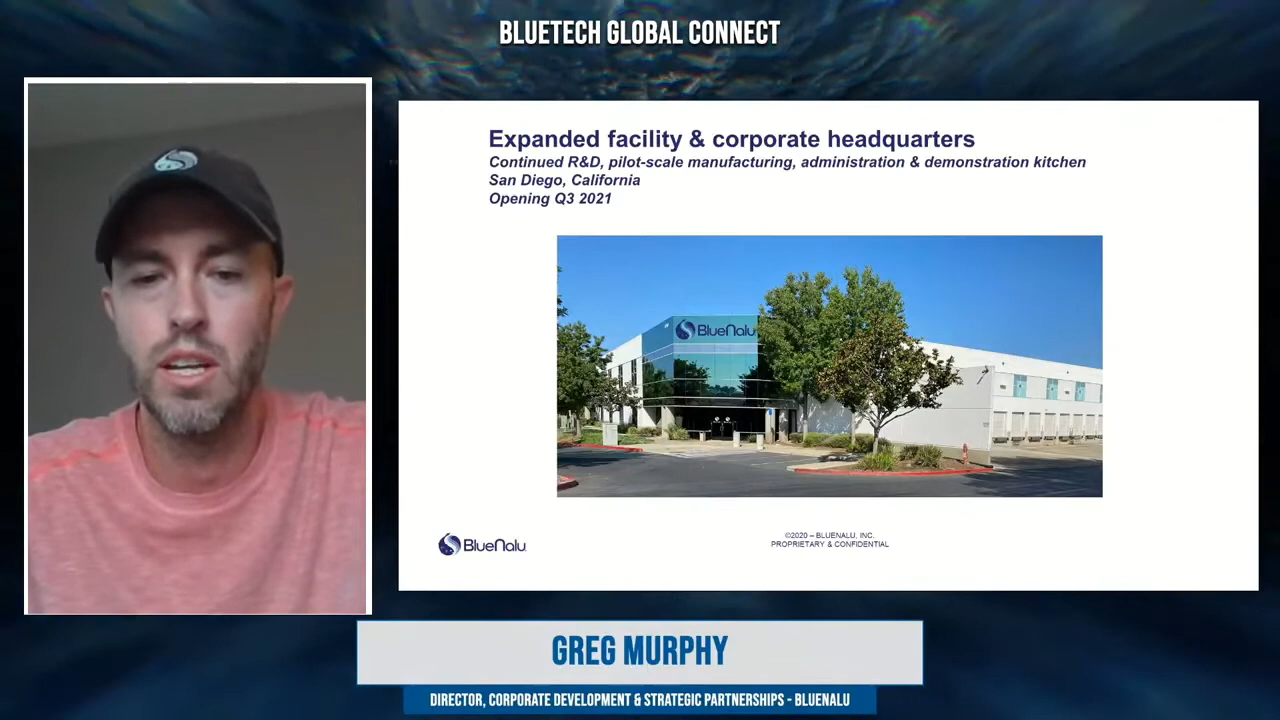 BLUETECH GLOBAL CONNECT
Expanded facility & corporate headquarters
Continued R&D, pilot-scale manufacturing, administration & demonstration kitchen
San Diego, California
Opening Q3 2021
BlueNalu
BlueNalu
©2020 – BLUENALU, INC.
PROPRIETARY & CONFIDENTIAL
GREG MURPHY
DIRECTOR, CORPORATE DEVELOPMENT & STRATEGIC PARTNERSHIPS - BLUENALU